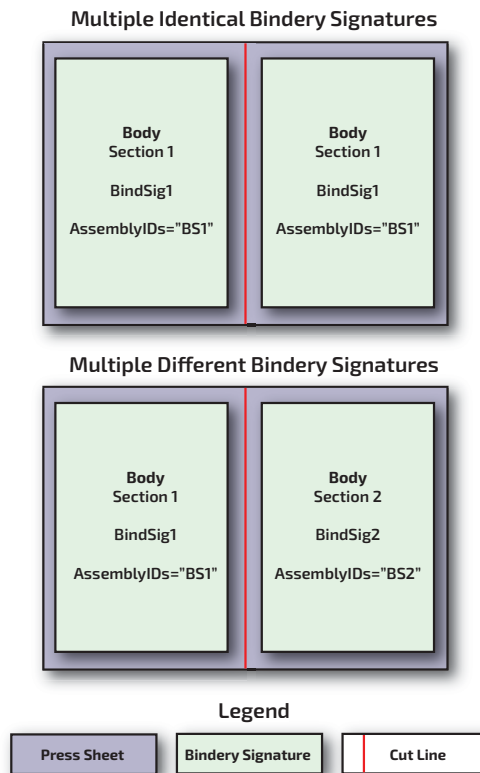 Multiple Identical Bindery Signatures
Body
Section 1
BindSig1
AssemblyIDs=”BS1”
Body
Section 1
BindSig1
AssemblyIDs=”BS1”
Multiple Different Bindery Signatures
Body
Section 1
BindSig1
AssemblyIDs=”BS1”
Body
Section 2
BindSig2
AssemblyIDs=”BS2”
Legend
Press Sheet
Bindery Signature
Cut Line